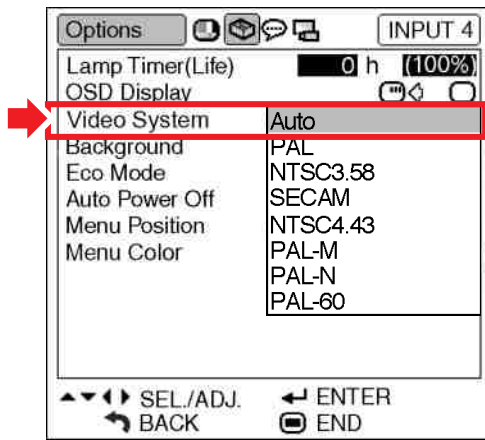 Options INPUT 4
Lamp Timer(Life) 0 h (100%)
OSD Display
Video System Auto
Background PAL
Eco Mode NTSC3.58
Auto Power Off SECAM
Menu Position NTSC4.43
Menu Color PAL-M
PAL-N
PAL-60
SEL./ADJ. ENTER
BACK END